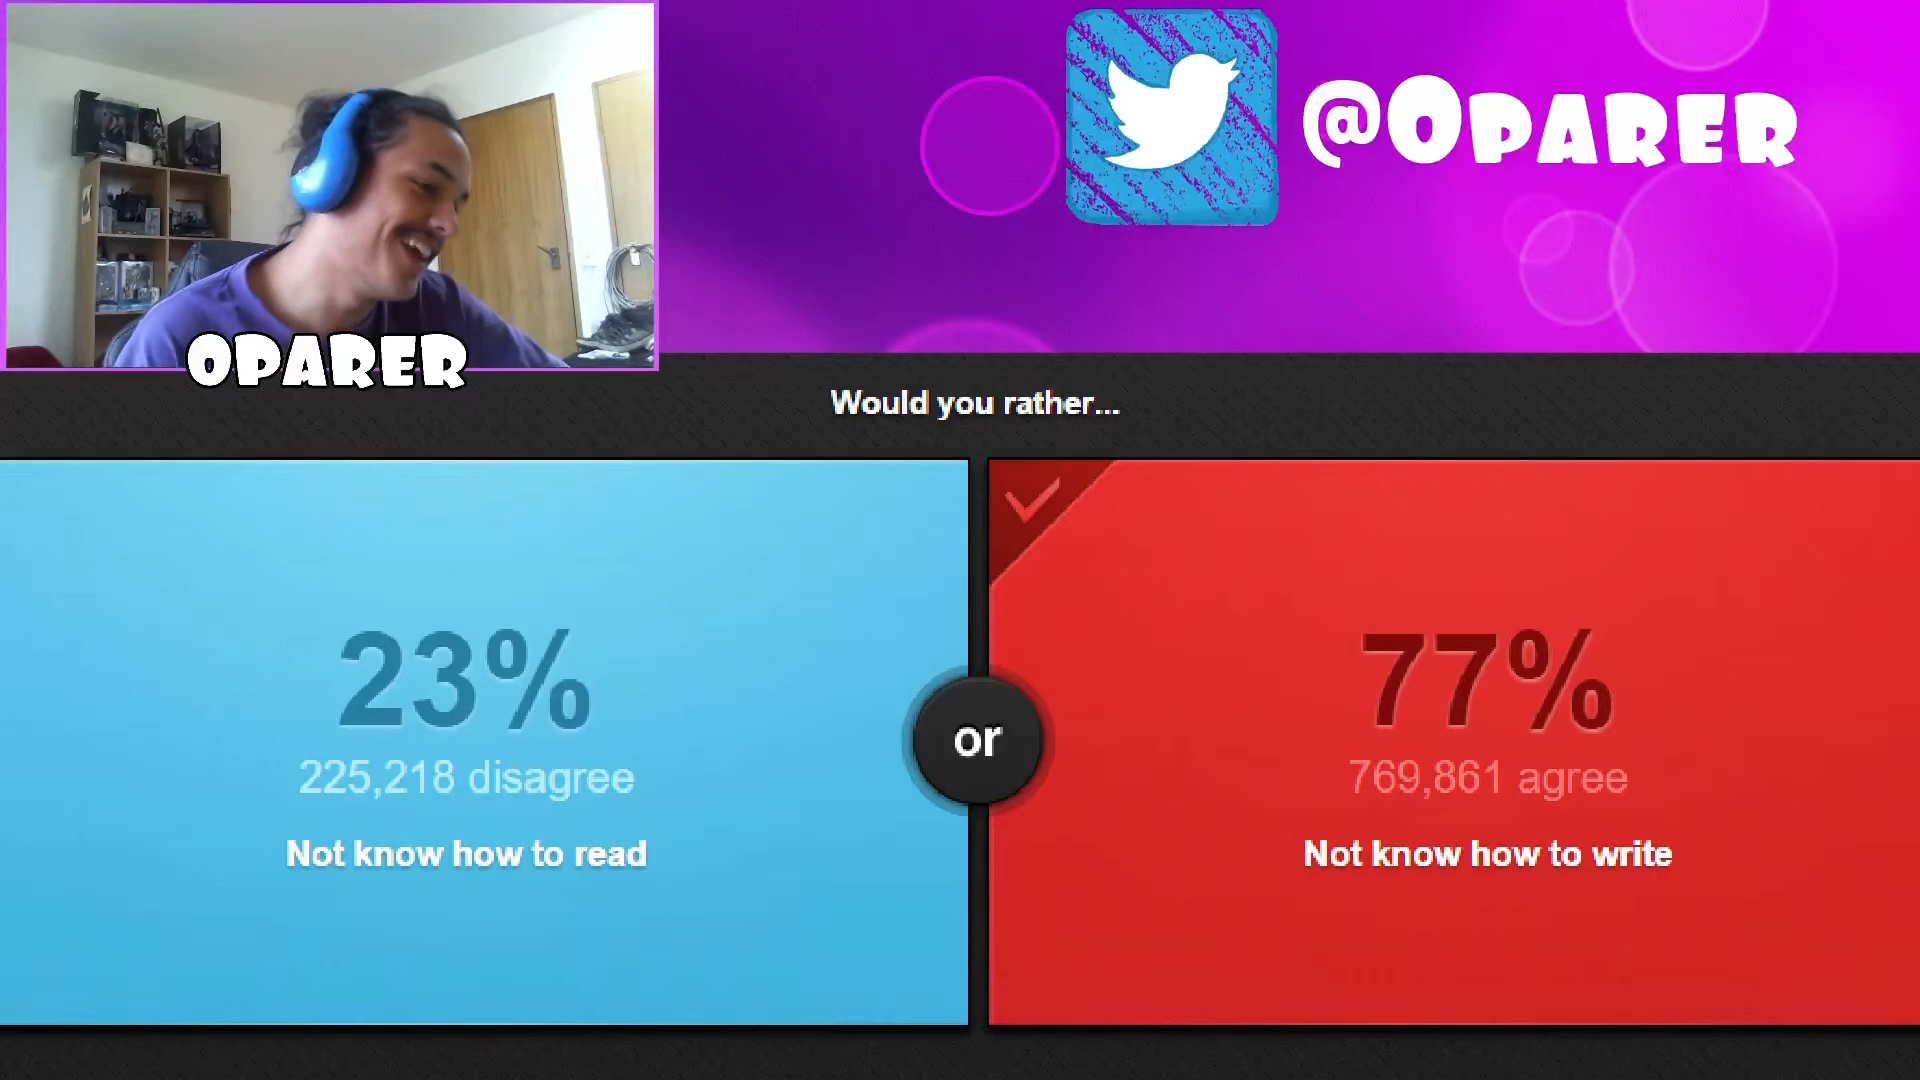 @OPARER
OPARER
Would you rather...
23%
225,218 disagree
Not know how to read
or
77%
769,861 agree
Not know how to write